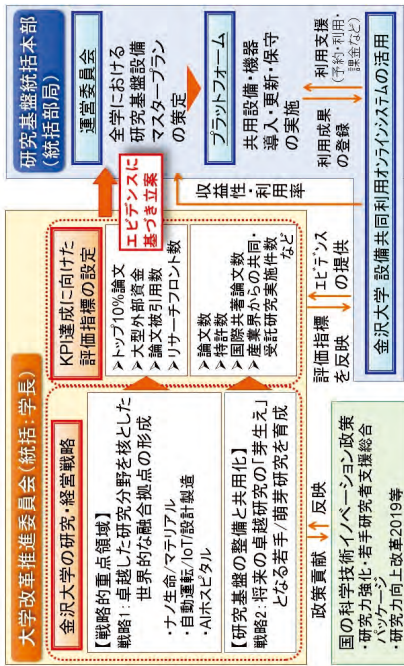 大学改革推進委員会(統括:学長)
金沢大学の研究・経営戦略
【戦略的重点領域】
戦略1:卓越した研究分野を核とした
世界的な融合拠点の形成
・ナノ生命/マテリアル
・自動運転/IoT/設計製造
・AIホスピタル
【研究基盤の整備と共用化】
戦略2:将来の卓越研究の「芽生え」
となる若手/萌芽研究を育成
KPI達成に向けた
評価指標の設定
➢トップ10%論文
➢大型外部資金
➢論文被引用数
➢リサーチフロント数
➢論文数
➢特許数
➢国際共著論文数
➢産業界からの共同・
受託研究実施件数
など
エビデンスに
基づき立案
研究基盤統括本部
(統括部局)
運営委員会
全学における
研究基盤設備
マスタープラン
の策定
プラットフォーム
共用設備・機器
導入・更新・保守
の実施
収益性・利用率
利用成果
の登録
利用支援
(予約・利用・
課金など)
政策貢献
反映
評価指標
を反映
エビデンス
の提供
国の科学技術イノベーション政策
・研究力強化・若手研究者支援総合
パッケージ
・研究力向上改革2019等
金沢大学 設備共同利用オンラインシステムの活用